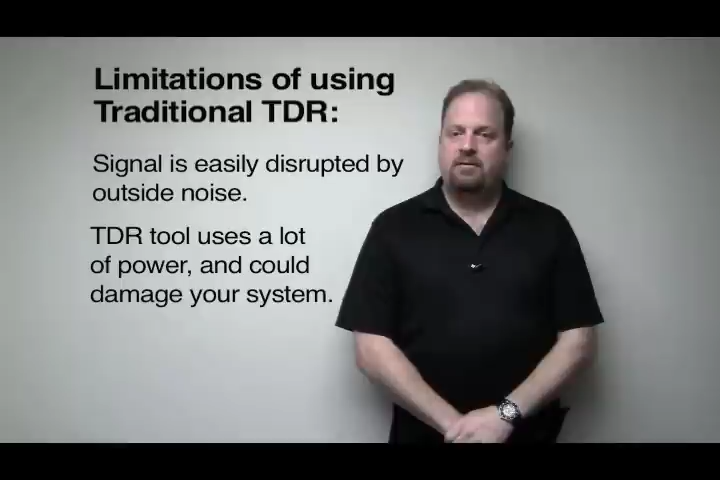 Limitations of using
Traditional TDR:
Signal is easily disrupted by
outside noise.
TDR tool uses a lot
of power, and could
damage your system.